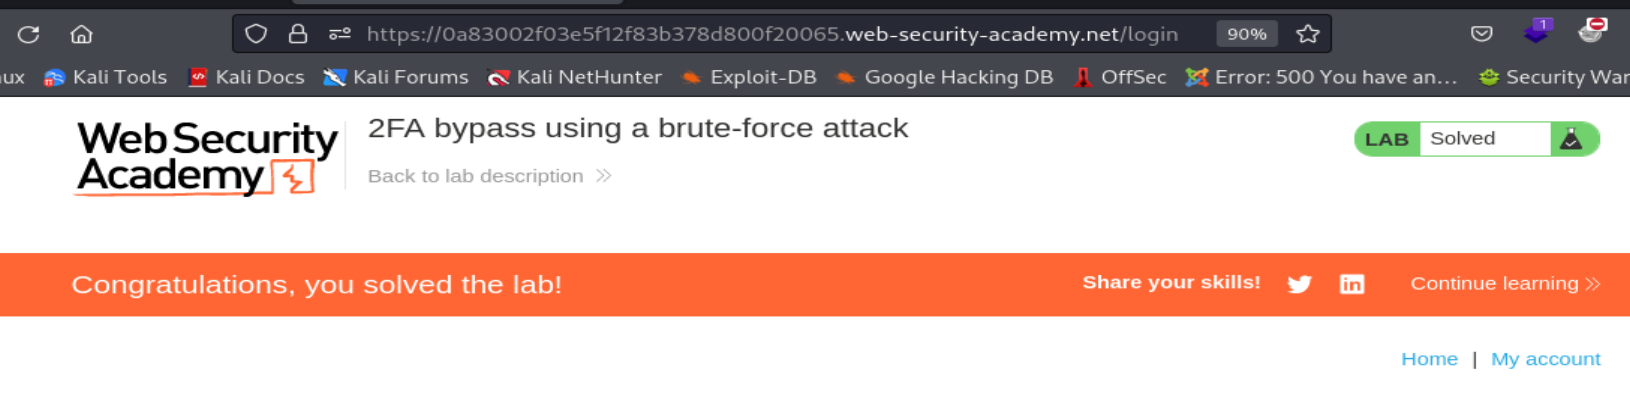 https://0a83002f03e5f12f83b378d800f20065.web-security-academy.net/login 90% 1
ux Kali Tools Kali Docs Kali Forums Kali NetHunter Exploit-DB Google Hacking DB OffSec Error: 500 You have an... Security War
Web Security
Academy
2FA bypass using a brute-force attack
Back to lab description >>
LAB Solved
Congratulations, you solved the lab! Share your skills! in Continue learning >>
Home | My account